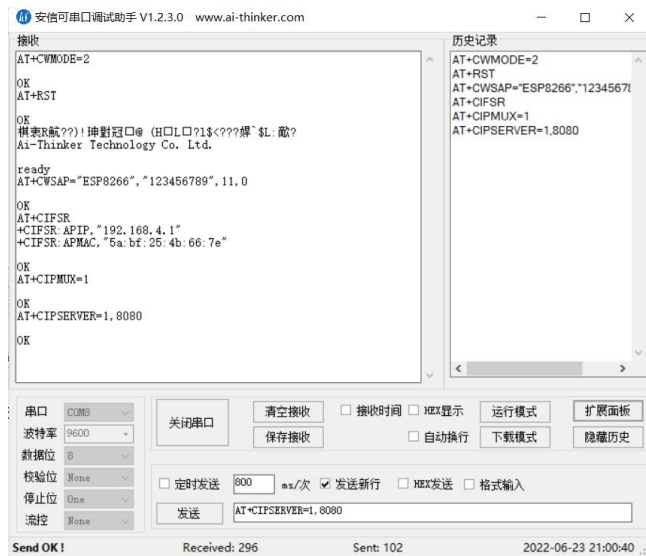 安信可串口调试助手 V1.2.3.0 www.ai-thinker.com
接收
AT+CWMODE=2
OK
AT+RST
OK
Ai-Thinker Technology Co. Ltd.
ready
AT+CWSAP="ESP8266","123456789",11,0
OK
AT+CIFSR
+CIFSR:APIP,"192.168.4.1"
+CIFSR:APMAC,"5a:bf:25:4b:66:7e"
OK
AT+CIPMUX=1
OK
AT+CIPSERVER=1,8080
OK
历史记录
AT+CWMODE=2
AT+RST
AT+CWSAP="ESP8266","1234567
AT+CIFSR
AT+CIPMUX=1
AT+CIPSERVER=1,8080
串口 COM8
波特率 9600
数据位 8
校验位 None
停止位 One
流控 None
关闭串口
清空接收 接收时间 HEX显示 运行模式 扩展面板
保存接收 自动换行 下载模式 隐藏历史
定时发送 800 ms/次 发送新行 HEX发送 格式输入
发送 AT+CIPSERVER=1,8080
Send OK! Received: 296 Sent: 102 2022-06-23 21:00:40